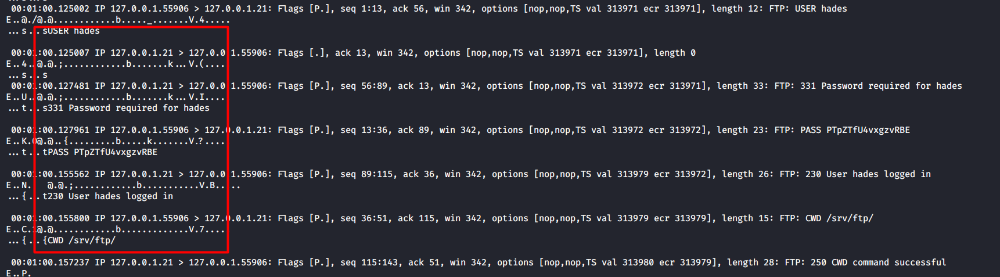 00:01:00.125002 IP 127.0.0.1.55906 > 127.0.0.1.21: Flags [P.], seq 1:13, ack 56, win 342, options [nop,nop,TS val 313971 ecr 313971], length 12: FTP: USER hades
E..@./@.@............b....._.......V.4.....
...s...sUSER hades
00:01:00.125007 IP 127.0.0.1.21 > 127.0.0.1.55906: Flags [.], ack 13, win 342, options [nop,nop,TS val 313971 ecr 313971], length 0
E..4..@.@.;............b.......k...V.(.....
...s...s
00:01:00.127481 IP 127.0.0.1.21 > 127.0.0.1.55906: Flags [P.], seq 56:89, ack 13, win 342, options [nop,nop,TS val 313972 ecr 313971], length 33: FTP: 331 Password required for hades
E..U..@.@.;............b.......k...V.I.....
...t...s331 Password required for hades
00:01:00.127961 IP 127.0.0.1.55906 > 127.0.0.1.21: Flags [P.], seq 13:36, ack 89, win 342, options [nop,nop,TS val 313972 ecr 313972], length 23: FTP: PASS PTpZTfU4vxgzvRBE
E..K.0@.@..{.........b.....k.......V.?.....
...t...tPASS PTpZTfU4vxgzvRBE
00:01:00.155562 IP 127.0.0.1.21 > 127.0.0.1.55906: Flags [P.], seq 89:115, ack 36, win 342, options [nop,nop,TS val 313979 ecr 313972], length 26: FTP: 230 User hades logged in
E..N. @.@.;............b...........V.B.....
...{...t230 User hades logged in
00:01:00.155800 IP 127.0.0.1.55906 > 127.0.0.1.21: Flags [P.], seq 36:51, ack 115, win 342, options [nop,nop,TS val 313979 ecr 313979], length 15: FTP: CWD /srv/ftp/
E..C.1@.@............b.............V.7.....
...{...{CWD /srv/ftp/
00:01:00.157237 IP 127.0.0.1.21 > 127.0.0.1.55906: Flags [P.], seq 115:143, ack 51, win 342, options [nop,nop,TS val 313980 ecr 313979], length 28: FTP: 250 CWD command successful
E..P.